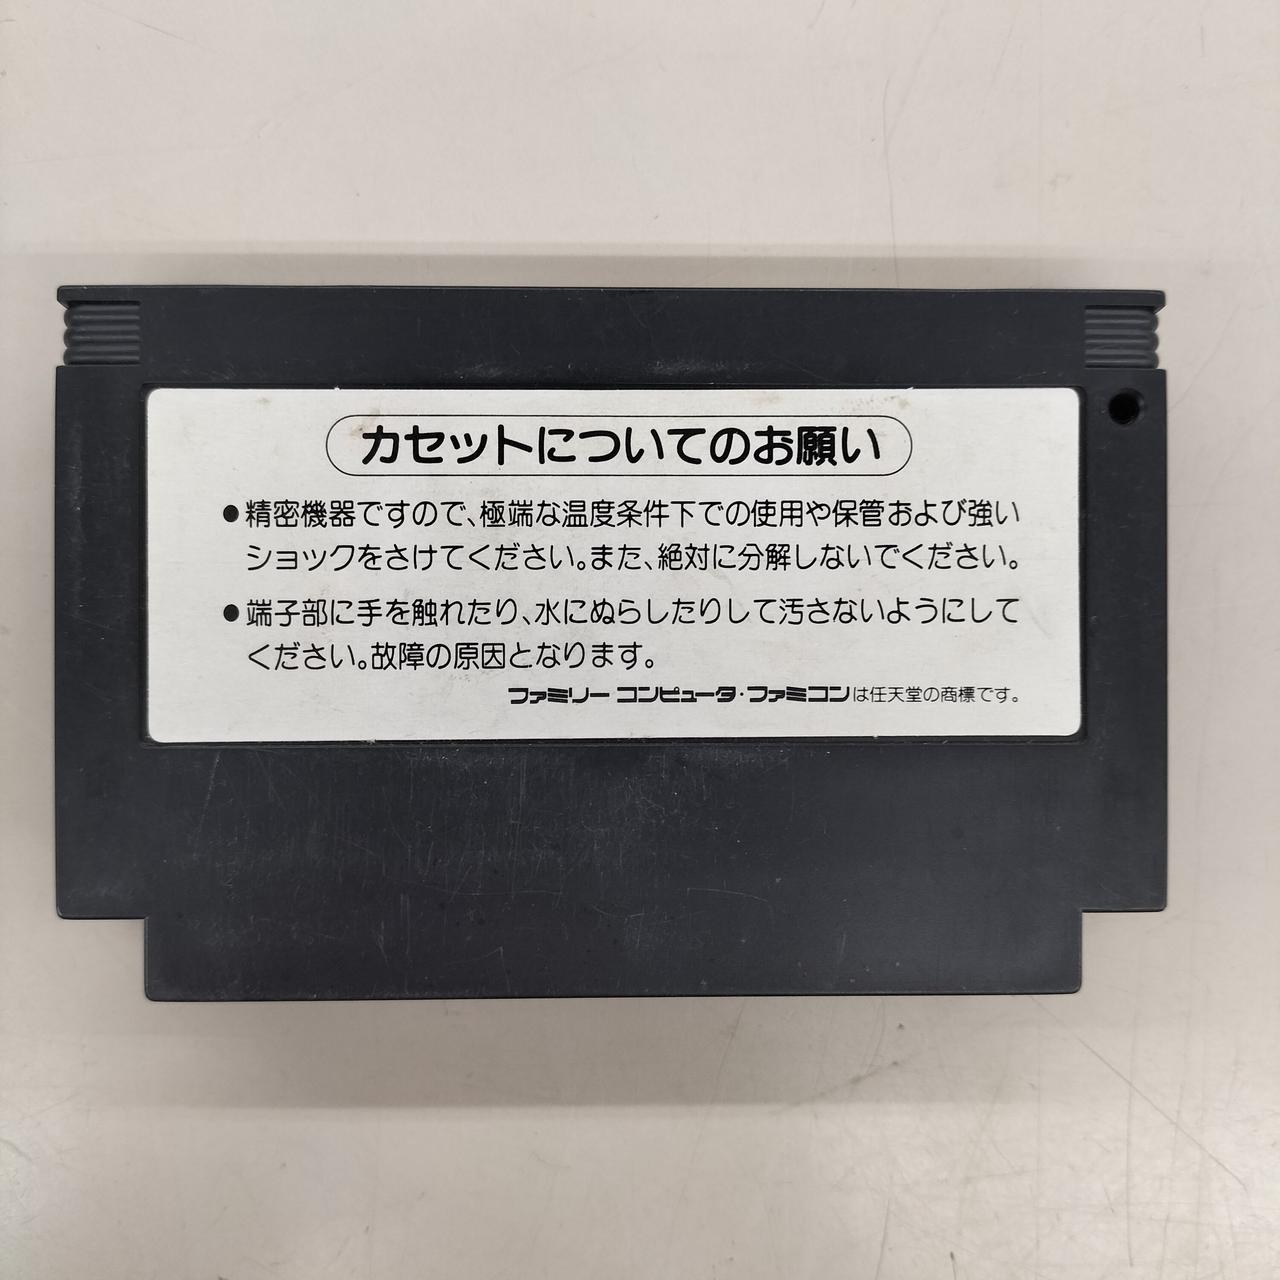 カセットについてのお願い
●精密機器ですので、極端な温度条件下での使用や保管および強い
ショックをさけてください。また、絶対に分解しないでください。
●端子部に手を触れたり、水にぬらしたりして汚さないようにして
ください。故障の原因となります。
ファミリー コンピュータ・ファミコンは任天堂の商標です。